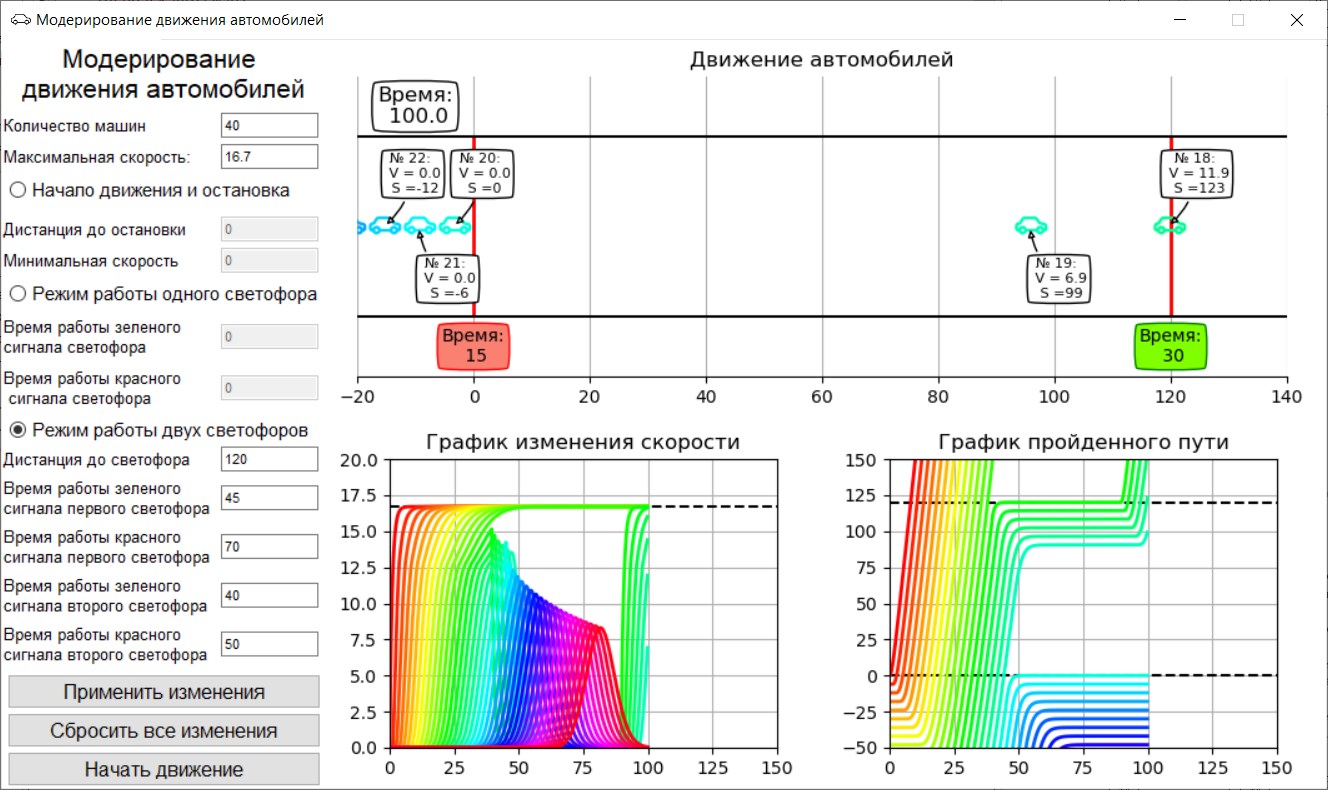 Модерирование движения автомобилей
Модерирование
движения автомобилей
Количество машин
40
Максимальная скорость:
16.7
Начало движения и остановка
Дистанция до остановки
0
Минимальная скорость
0
Режим работы одного светофора
Время работы зеленого
сигнала светофора
0
Время работы красного
сигнала светофора
0
Режим работы двух светофоров
Дистанция до светофора
120
Время работы зеленого
сигнала первого светофора
45
Время работы красного
сигнала первого светофора
70
Время работы зеленого
сигнала второго светофора
40
Время работы красного
сигнала второго светофора
50
Применить изменения
Сбросить все изменения
Начать движение
Движение автомобилей
Время:
100.0
№ 22:
V = 0.0
S =-12
№ 20:
V = 0.0
S =0
№ 18:
V = 11.9
S =123
№ 21:
V = 0.0
S =-6
№ 19:
V = 6.9
S =99
Время:
15
Время:
30
−20 0 20 40 60 80 100 120 140
График изменения скорости
20.0
17.5
15.0
12.5
10.0
7.5
5.0
2.5
0.0
0 25 50 75 100 125 150
График пройденного пути
150
125
100
75
50
25
0
−25
−50
0 25 50 75 100 125 150